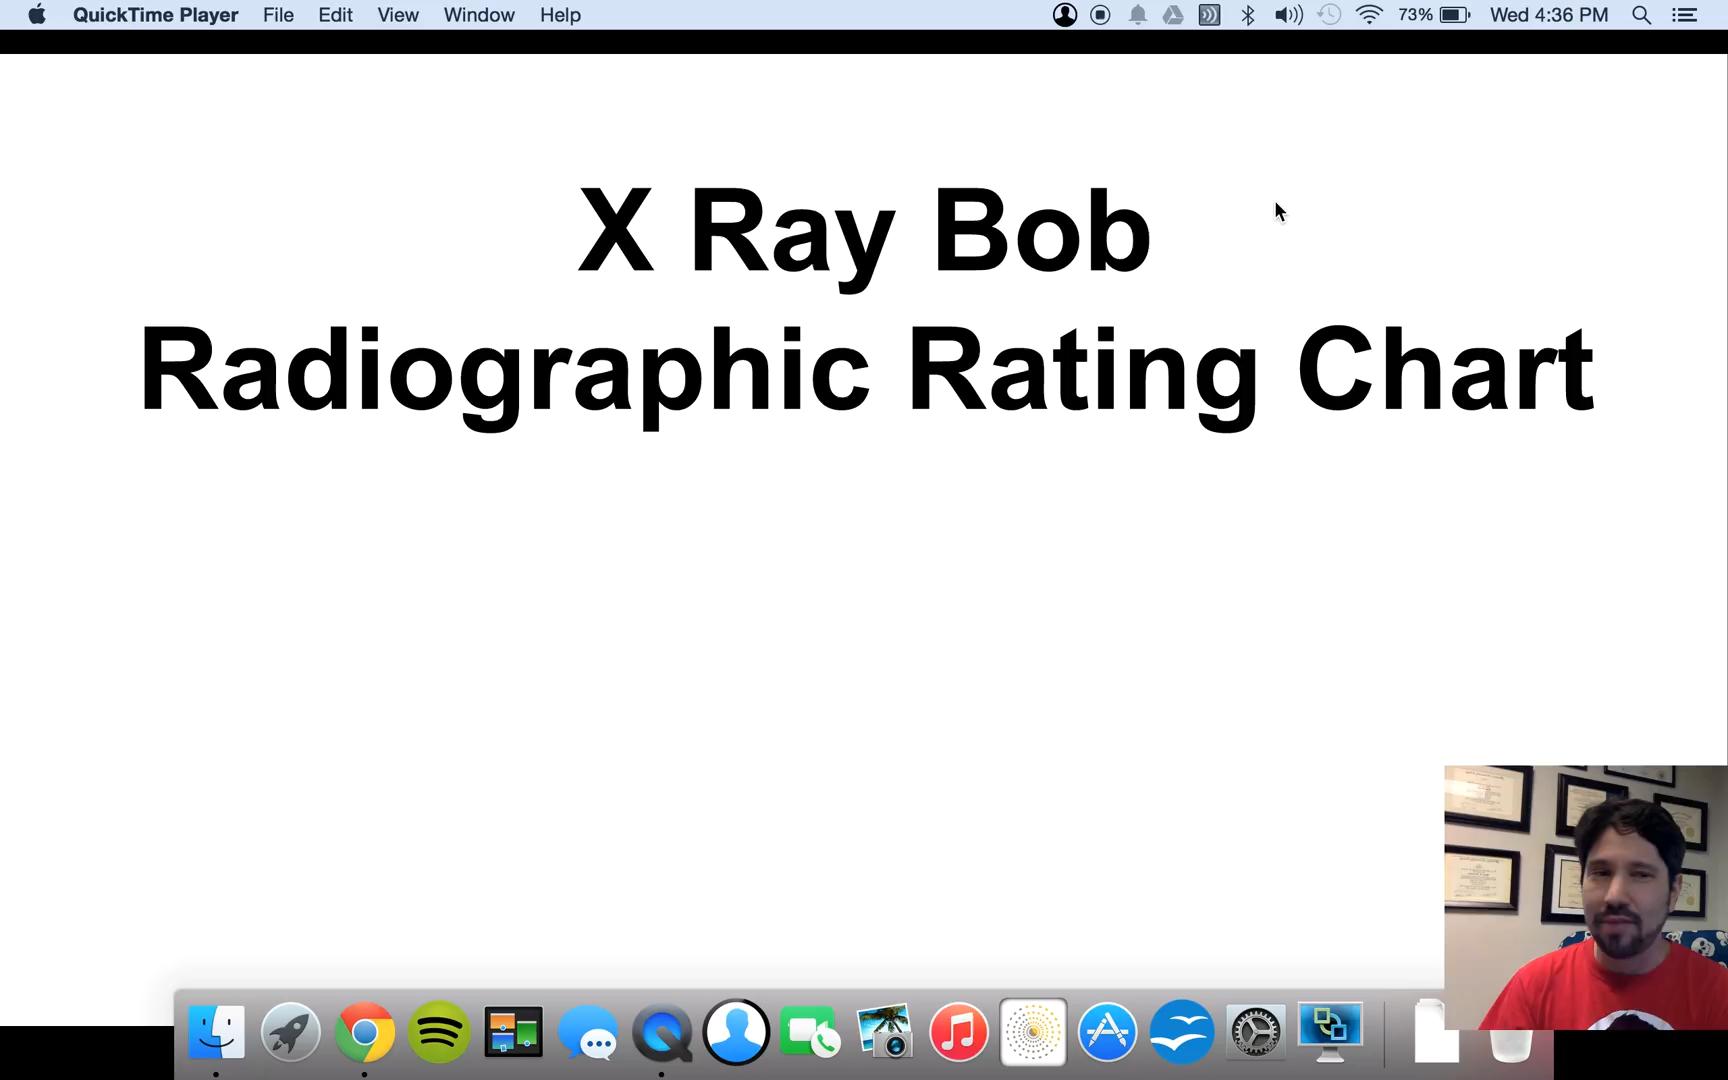 QuickTime Player File Edit View Window Help 73% Wed 4:36 PM
X Ray Bob
Radiographic Rating Chart